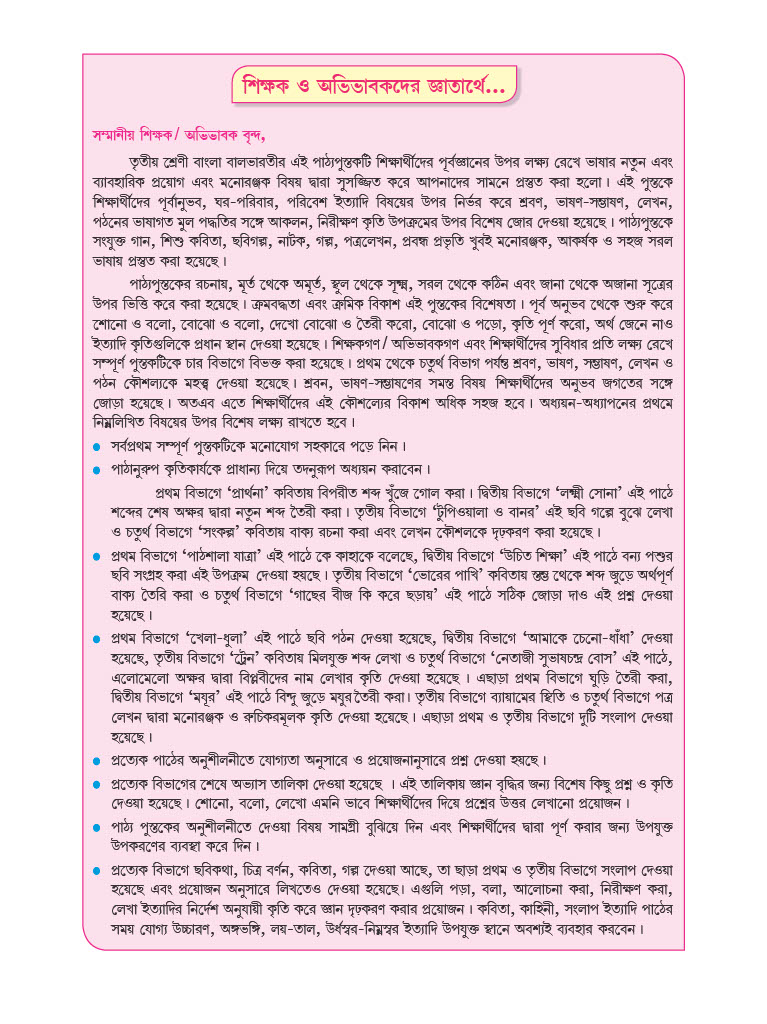 শিক্ষক ও অভিভাবকদের জ্ঞাতার্থে...
সম্মানীয় শিক্ষক/ অভিভাবক বৃন্দ,
তৃতীয় শ্রেণী বাংলা বালভারতীর এই পাঠ্যপুস্তকটি শিক্ষার্থীদের পূর্বজ্ঞানের উপর লক্ষ্য রেখে ভাষার নতুন এবং
ব্যাবহারিক প্রয়োগ এবং মনোরঞ্জক বিষয় দ্বারা সুসজ্জিত করে আপনাদের সামনে প্রস্তুত করা হলো। এই পুস্তকে
শিক্ষার্থীদের পূর্বানুভব, ঘর-পরিবার, পরিবেশ ইত্যাদি বিষয়ের উপর নির্ভর করে শ্রবণ, ভাষণ-সম্ভাষণ, লেখন,
পঠনের ভাষাগত মুল পদ্ধতির সঙ্গে আকলন, নিরীক্ষণ কৃতি উপক্রমের উপর বিশেষ জোর দেওয়া হয়েছে। পাঠ্যপুস্তকে
সংযুক্ত গান, শিশু কবিতা, ছবিগল্প, নাটক, গল্প, পত্রলেখন, প্রবন্ধ প্রভৃতি খুবই মনোরঞ্জক, আকর্ষক ও সহজ সরল
ভাষায় প্রস্তুত করা হয়েছে।
পাঠ্যপুস্তকের রচনায়, মূর্ত থেকে অমূর্ত, স্থুল থেকে সূক্ষ্ম, সরল থেকে কঠিন এবং জানা থেকে অজানা সূত্রের
উপর ভিত্তি করে করা হয়েছে। ক্রমবদ্ধতা এবং ক্রমিক বিকাশ এই পুস্তকের বিশেষতা। পূর্ব অনুভব থেকে শুরু করে
শোনো ও বলো, বোঝো ও বলো, দেখো বোঝো ও তৈরী করো, বোঝো ও পড়ো, কৃতি পূর্ণ করো, অর্থ জেনে নাও
ইত্যাদি কৃতিগুলিকে প্রধান স্থান দেওয়া হয়েছে। শিক্ষকগণ/ অভিভাবকগণ এবং শিক্ষার্থীদের সুবিধার প্রতি লক্ষ্য রেখে
সম্পূর্ণ পুস্তকটিকে চার বিভাগে বিভক্ত করা হয়েছে। প্রথম থেকে চতুর্থ বিভাগ পর্যন্ত শ্রবণ, ভাষণ, সম্ভাষণ, লেখন ও
পঠন কৌশল্যকে মহত্ত্ব দেওয়া হয়েছে। শ্রবন, ভাষণ-সম্ভাষণের সমস্ত বিষয় শিক্ষার্থীদের অনুভব জগতের সঙ্গে
জোড়া হয়েছে। অতএব এতে শিক্ষার্থীদের এই কৌশল্যের বিকাশ অধিক সহজ হবে। অধ্যয়ন-অধ্যাপনের প্রথমে
নিম্নলিখিত বিষয়ের উপর বিশেষ লক্ষ্য রাখতে হবে।
● সর্বপ্রথম সম্পূর্ণ পুস্তকটিকে মনোযোগ সহকারে পড়ে নিন।
● পাঠানুরুপ কৃতিকার্যকে প্রাধান্য দিয়ে তদনুরূপ অধ্যয়ন করাবেন।
প্রথম বিভাগে ‘প্রার্থনা’ কবিতায় বিপরীত শব্দ খুঁজে গোল করা। দ্বিতীয় বিভাগে ‘লক্ষ্মী সোনা’ এই পাঠে
শব্দের শেষ অক্ষর দ্বারা নতুন শব্দ তৈরী করা। তৃতীয় বিভাগে ‘টুপিওয়ালা ও বানর’ এই ছবি গল্পে বুঝে লেখা
ও চতুর্থ বিভাগে ‘সংকল্প’ কবিতায় বাক্য রচনা করা এবং লেখন কৌশলকে দৃঢ়করণ করা হয়েছে।
● প্রথম বিভাগে ‘পাঠশালা যাত্রা’ এই পাঠে কে কাহাকে বলেছে, দ্বিতীয় বিভাগে ‘উচিত শিক্ষা’ এই পাঠে বন্য পশুর
ছবি সংগ্রহ করা এই উপক্রম দেওয়া হয়ছে। তৃতীয় বিভাগে ‘ভোরের পাখি’ কবিতায় স্তম্ভ থেকে শব্দ জুড়ে অর্থপূর্ণ
বাক্য তৈরি করা ও চতুর্থ বিভাগে ‘গাছের বীজ কি করে ছড়ায়’ এই পাঠে সঠিক জোড়া দাও এই প্রশ্ন দেওয়া
হয়েছে।
● প্রথম বিভাগে ‘খেলা-ধুলা’ এই পাঠে ছবি পঠন দেওয়া হয়েছে, দ্বিতীয় বিভাগে ‘আমাকে চেনো-ধাঁধা’ দেওয়া
হয়েছে, তৃতীয় বিভাগে ‘ট্রেন’ কবিতায় মিলযুক্ত শব্দ লেখা ও চতুর্থ বিভাগে ‘নেতাজী সুভাষচন্দ্র বোস’ এই পাঠে,
এলোমেলো অক্ষর দ্বারা বিপ্লবীদের নাম লেখার কৃতি দেওয়া হয়েছে । এছাড়া প্রথম বিভাগে ঘুড়ি তৈরী করা,
দ্বিতীয় বিভাগে ‘ময়ূর’ এই পাঠে বিন্দু জুড়ে ময়ুর তৈরী করা। তৃতীয় বিভাগে ব্যায়ামের স্থিতি ও চতুর্থ বিভাগে পত্র
লেখন দ্বারা মনোরঞ্জক ও রুচিকরমূলক কৃতি দেওয়া হয়েছে। এছাড়া প্রথম ও তৃতীয় বিভাগে দুটি সংলাপ দেওয়া
হয়েছে।
● প্রত্যেক পাঠের অনুশীলনীতে যোগ্যতা অনুসারে ও প্রয়োজনানুসারে প্রশ্ন দেওয়া হয়ছে।
● প্রত্যেক বিভাগের শেষে অভ্যাস তালিকা দেওয়া হয়েছে । এই তালিকায় জ্ঞান বৃদ্ধির জন্য বিশেষ কিছু প্রশ্ন ও কৃতি
দেওয়া হয়েছে। শোনো, বলো, লেখো এমনি ভাবে শিক্ষার্থীদের দিয়ে প্রশ্নের উত্তর লেখানো প্রয়োজন।
● পাঠ্য পুস্তকের অনুশীলনীতে দেওয়া বিষয় সামগ্রী বুঝিয়ে দিন এবং শিক্ষার্থীদের দ্বারা পূর্ণ করার জন্য উপযুক্ত
উপকরণের ব্যবস্থা করে দিন।
● প্রত্যেক বিভাগে ছবিকথা, চিত্র বর্ণন, কবিতা, গল্প দেওয়া আছে, তা ছাড়া প্রথম ও তৃতীয় বিভাগে সংলাপ দেওয়া
হয়েছে এবং প্রয়োজন অনুসারে লিখতেও দেওয়া হয়েছে। এগুলি পড়া, বলা, আলোচনা করা, নিরীক্ষণ করা,
লেখা ইত্যাদির নির্দেশ অনুযায়ী কৃতি করে জ্ঞান দৃঢ়করণ করার প্রয়োজন। কবিতা, কাহিনী, সংলাপ ইত্যাদি পাঠের
সময় যোগ্য উচ্চারণ, অঙ্গভঙ্গি, লয়-তাল, উর্ধস্বর-নিম্নস্বর ইত্যাদি উপযুক্ত স্থানে অবশ্যই ব্যবহার করবেন।